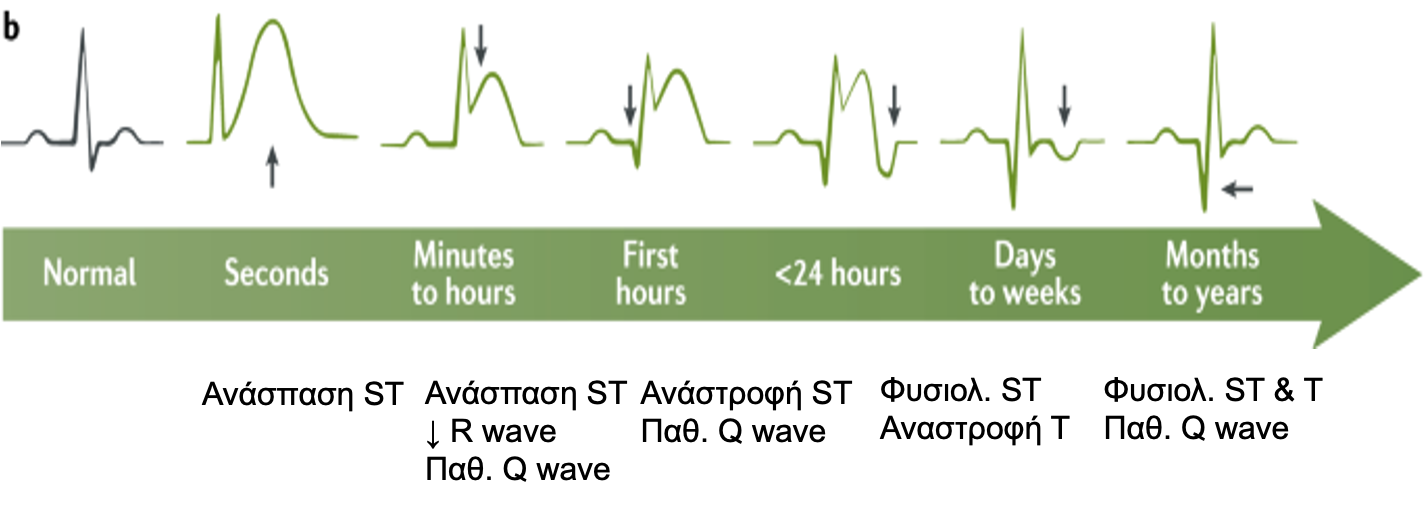 b
Normal
Seconds
Minutes
to hours
First
hours
<24 hours
Days
to weeks
Months
to years
Ανάσπαση ST
Ανάσπαση ST
↓ R wave
Παθ. Q wave
Ανάστροφή ST
Παθ. Q wave
Φυσιολ. ST
Αναστροφή T
Φυσιολ. ST & T
Παθ. Q wave